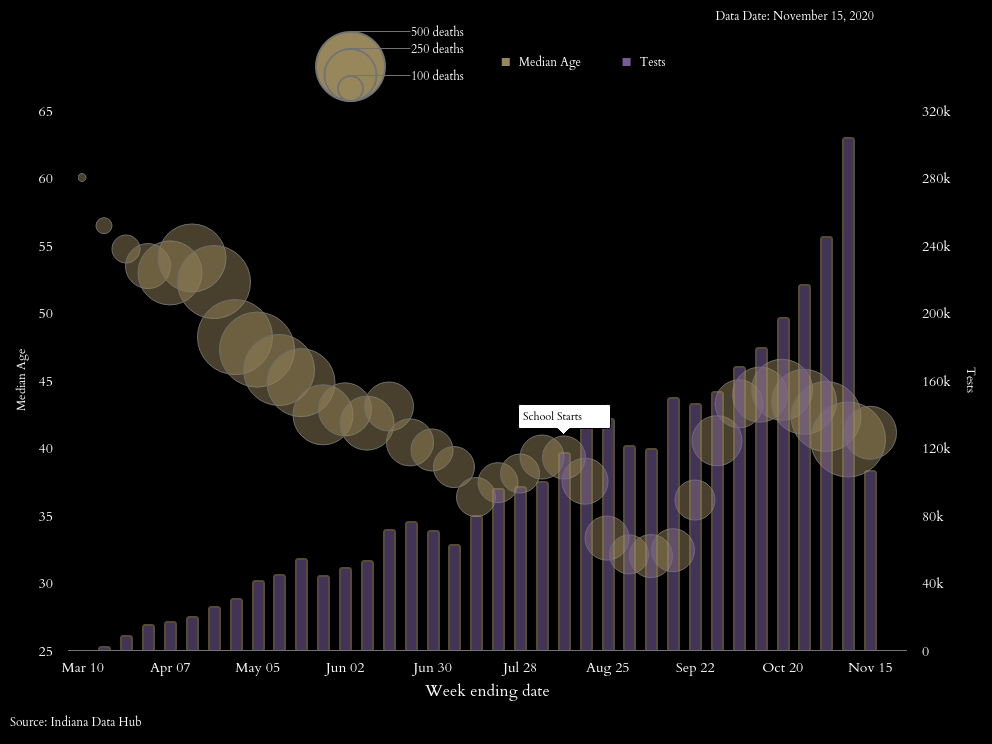 Data Date: November 15, 2020
500 deaths
250 deaths
100 deaths
Median Age
Tests
65
60
55
50
45
40
35
30
25
Median Age
320k
280k
240k
200k
160k
120k
80k
40k
0
Tests
School Starts
Mar 10 Apr 07 May 05 Jun 02 Jun 30 Jul 28 Aug 25 Sep 22 Oct 20 Nov 15
Week ending date
Source: Indiana Data Hub